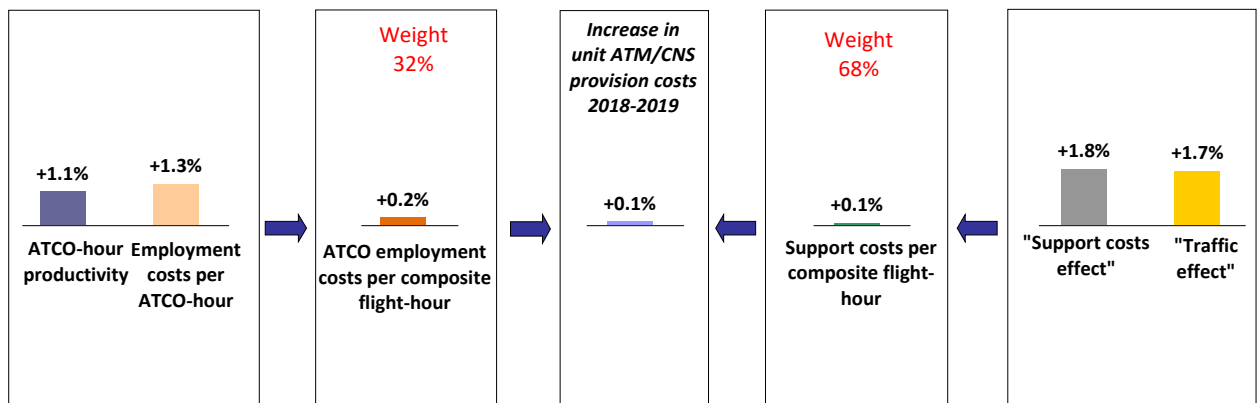 +1.1%
+1.3%
ATCO-hour
productivity
Employment
costs per
ATCO-hour
Weight
32%
+0.2%
ATCO employment
costs per composite
flight-hour
Increase in
unit ATM/CNS
provision costs
2018-2019
+0.1%
Weight
68%
+0.1%
Support costs per
composite flight-
hour
+1.8%
+1.7%
"Support costs
effect"
"Traffic
effect"